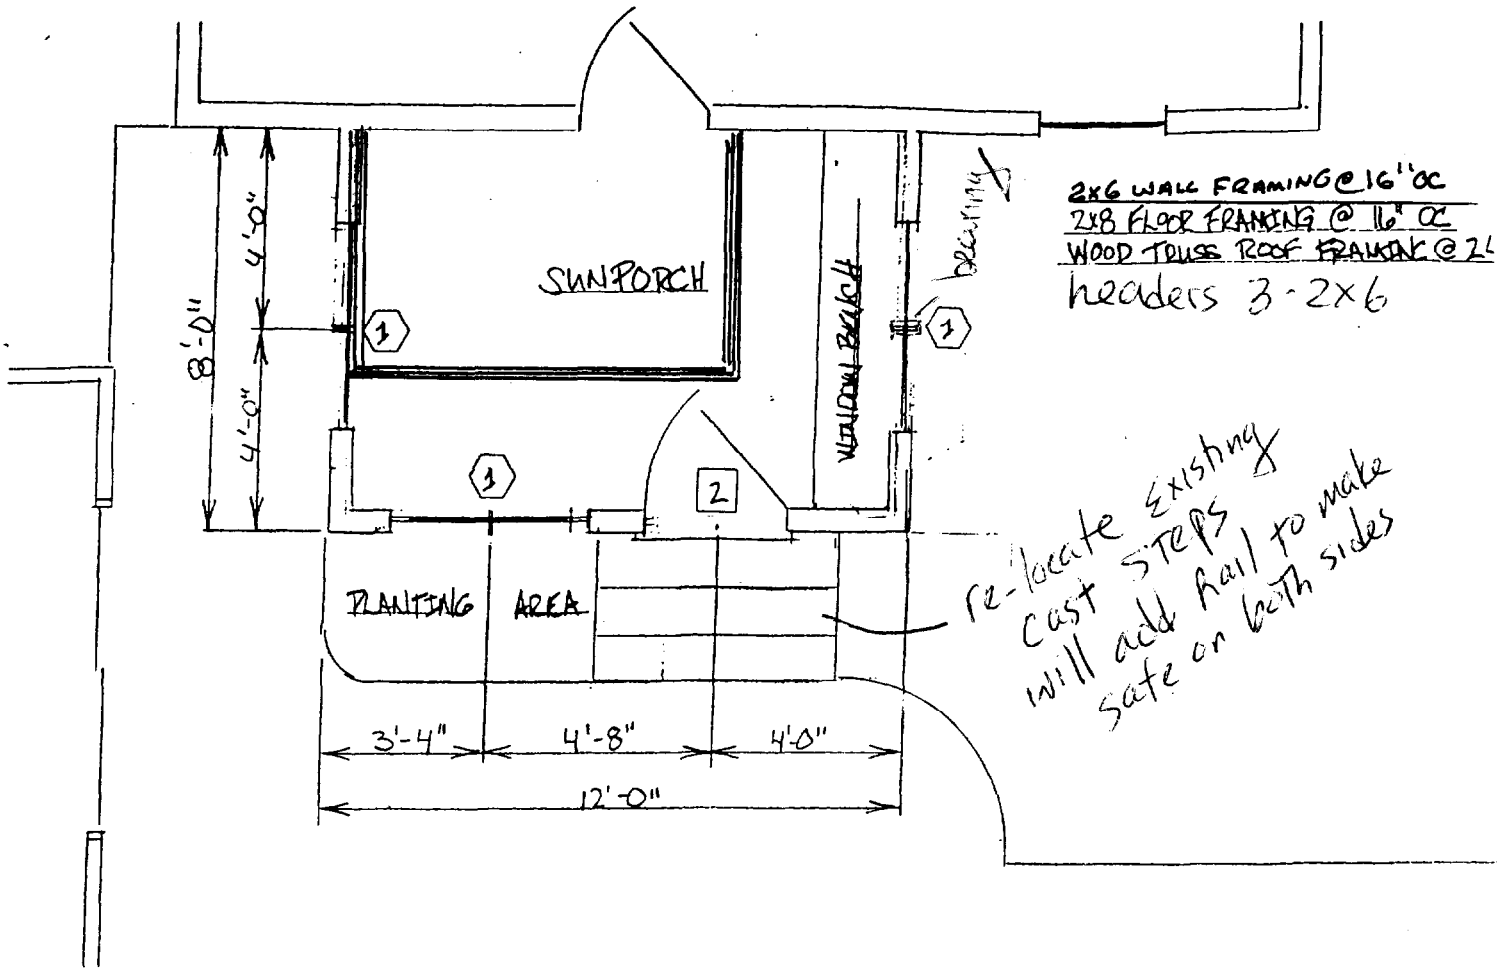 2x6 WALL FRAMING @ 16" OC
2x8 FLOOR FRAMING @ 16" OC
WOOD TRUSS ROOF FRAMING @ 2
headers 3-2x6
bearing
SUNPORCH
WINDOW BENCH
4'-0"
8'-0"
4'-0"
1
1
1
2
PLANTING AREA
re-locate Existing
cast STEPS
will add Rail to make
safe on both sides
3'-4"
4'-8"
4'-0"
12'-0"